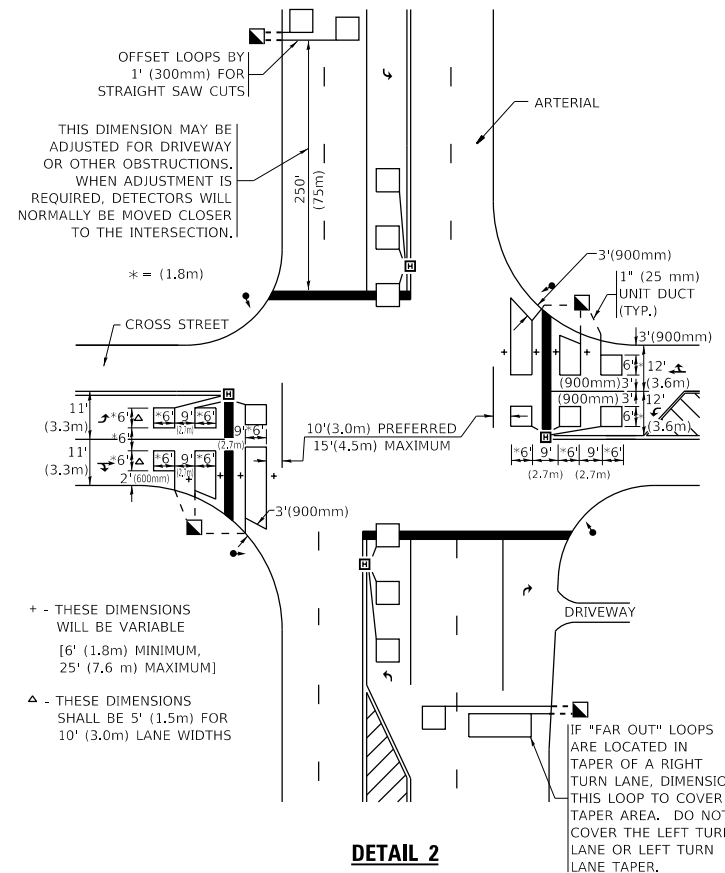 OFFSET LOOPS BY
1' (300mm) FOR
STRAIGHT SAW CUTS
ARTERIAL
THIS DIMENSION MAY BE
ADJUSTED FOR DRIVEWAY
OR OTHER OBSTRUCTIONS.
WHEN ADJUSTMENT IS
REQUIRED, DETECTORS WILL
NORMALLY BE MOVED CLOSER
TO THE INTERSECTION.
250'
(75m)
* = (1.8m)
H
3'(900mm)
1" (25 mm)
UNIT DUCT
(TYP.)
CROSS STREET
3'(900mm)
+ + + +
6'* 12'
(900mm) 3' (3.6m)
(900mm) 3' 12'
6'* (3.6m)
H
*6' 9' *6' 9' *6'
(2.7m) (2.7m)
H
11'
(3.3m)
*6' △ *6' 9' *6'
(2.7m)
*6'
9' *6'
(2.7m)
11'
(3.3m)
*6' △ *6' 9' *6'
(2.7m)
2'(600mm)
+ + + +
10'(3.0m) PREFERRED
15'(4.5m) MAXIMUM
3'(900mm)
H
+ - THESE DIMENSIONS
WILL BE VARIABLE
[6' (1.8m) MINIMUM,
25' (7.6 m) MAXIMUM]
△ - THESE DIMENSIONS
SHALL BE 5' (1.5m) FOR
10' (3.0m) LANE WIDTHS
DRIVEWAY
IF "FAR OUT" LOOPS
ARE LOCATED IN
TAPER OF A RIGHT
TURN LANE, DIMENSIO
THIS LOOP TO COVER
TAPER AREA. DO NOT
COVER THE LEFT TUR
LANE OR LEFT TURN
LANE TAPER.
DETAIL 2